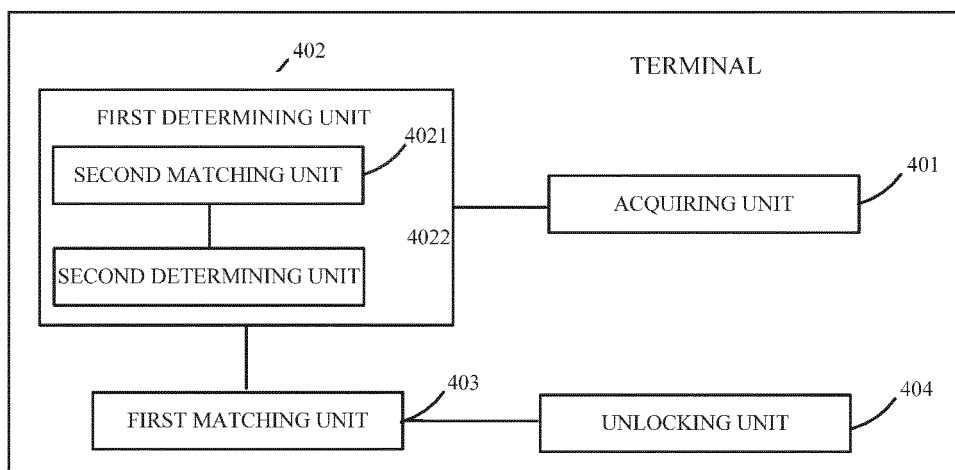 402
TERMINAL
FIRST DETERMINING UNIT
4021
SECOND MATCHING UNIT
401
ACQUIRING UNIT
4022
SECOND DETERMINING UNIT
403
404
FIRST MATCHING UNIT
UNLOCKING UNIT